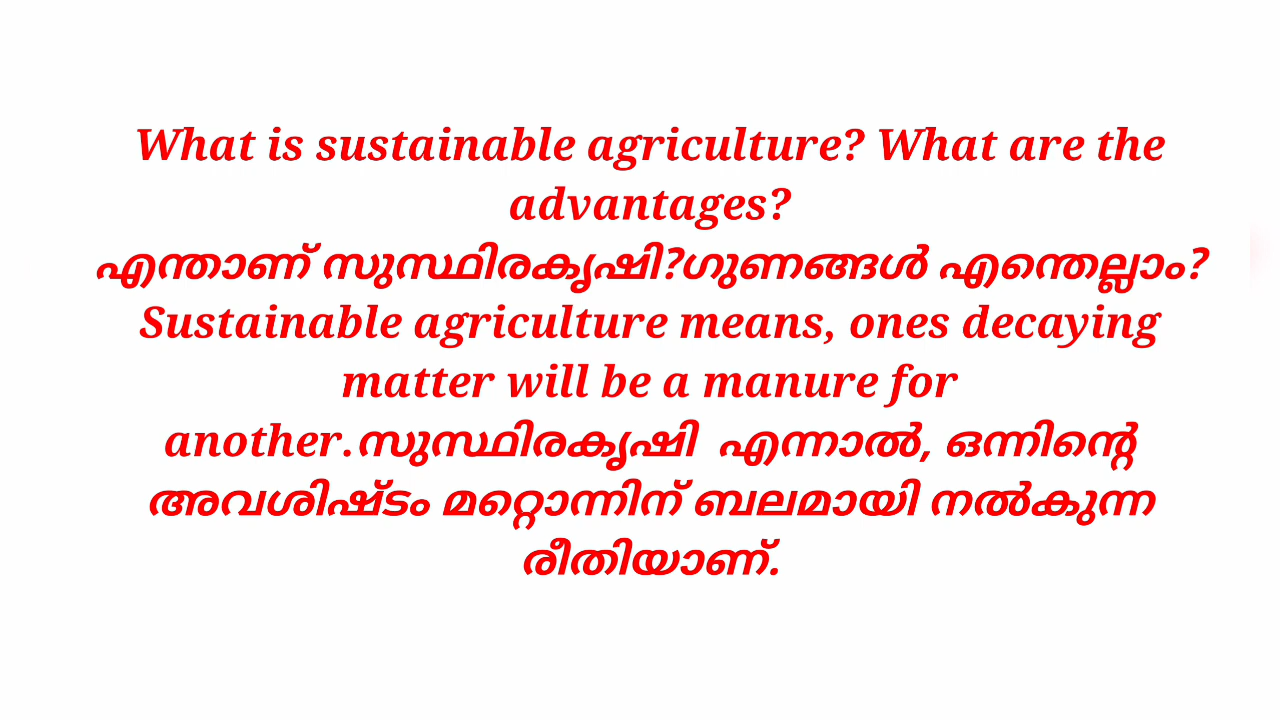 What is sustainable agriculture? What are the
advantages?
എന്താണ് സുസ്ഥിരകൃഷി?ഗുണങ്ങൾ എന്തെല്ലാം?
Sustainable agriculture means, ones decaying
matter will be a manure for
another.സുസ്ഥിരകൃഷി എന്നാൽ, ഒന്നിന്റെ
അവശിഷ്ടം മറ്റൊന്നിന് ബലമായി നൽകുന്ന
രീതിയാണ്.